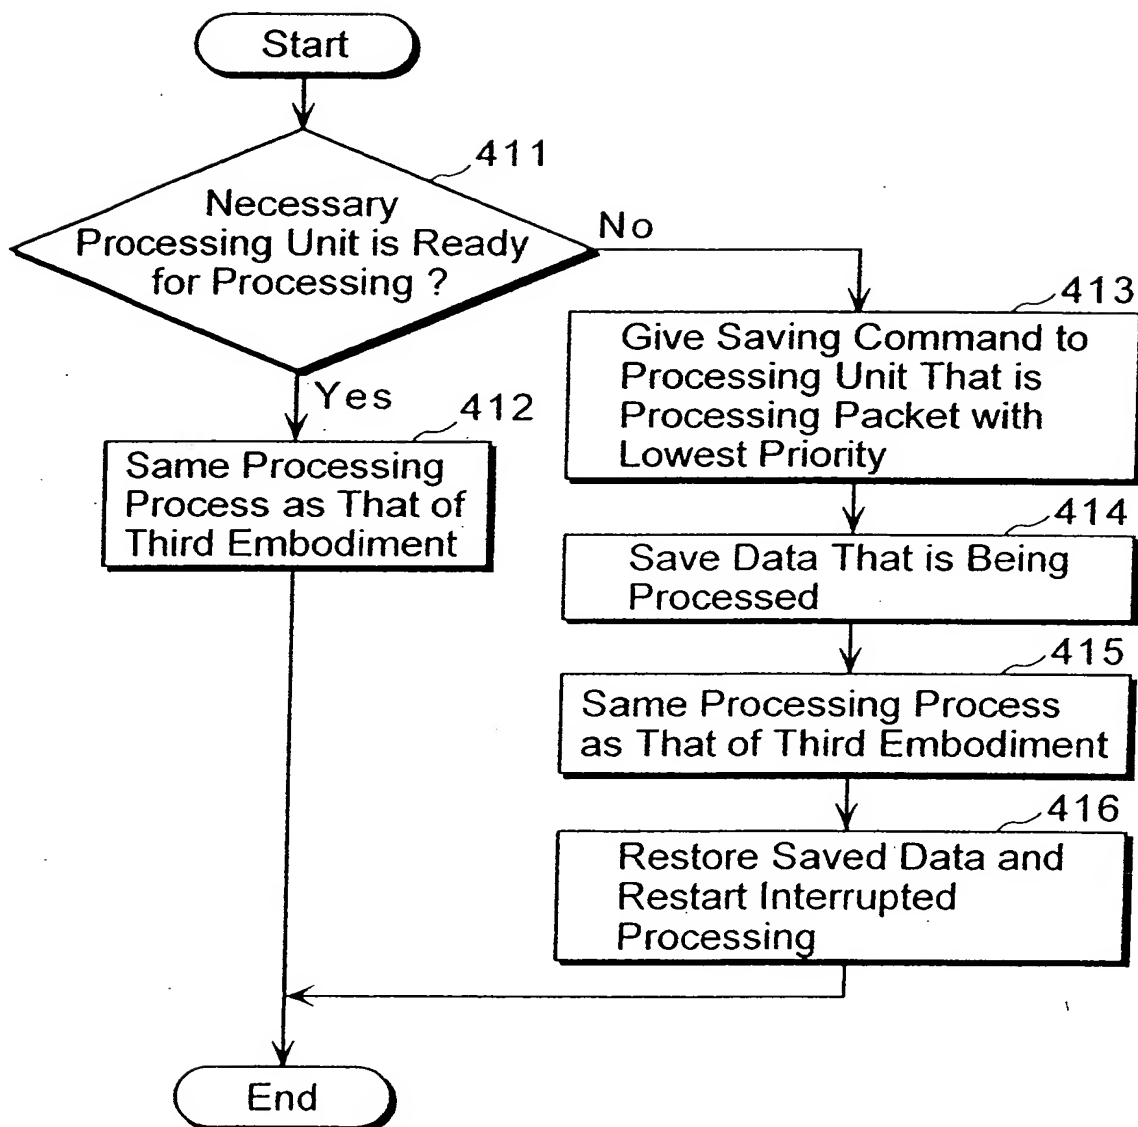 Start
411
Necessary
Processing Unit is Ready
for Processing ?
No
Yes
412
Same Processing
Process as That of
Third Embodiment
413
Give Saving Command to
Processing Unit That is
Processing Packet with
Lowest Priority
414
Save Data That is Being
Processed
415
Same Processing Process
as That of Third Embodiment
416
Restore Saved Data and
Restart Interrupted
Processing
End